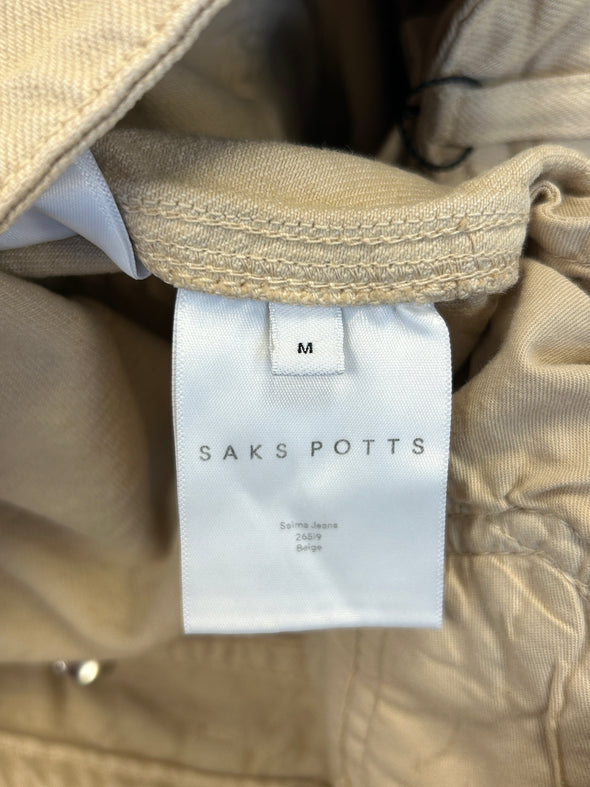 M
SAKS POTTS
Selma Jeans
26519
Beige